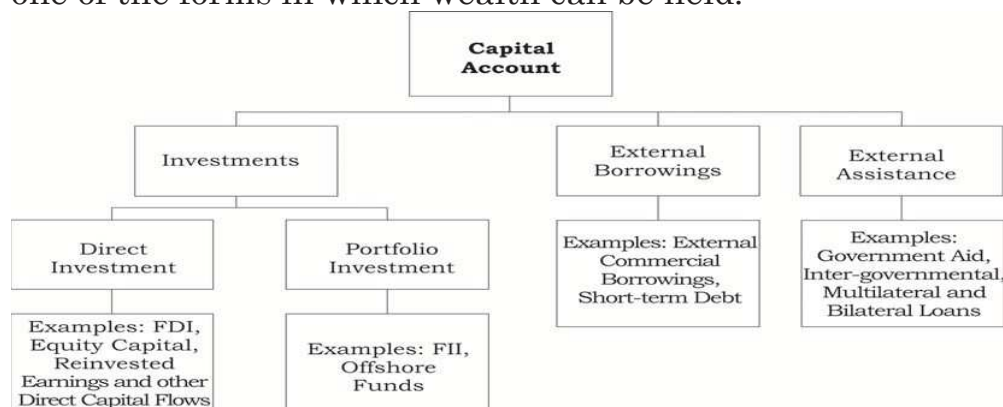 one of the forms in which wealth can be held.
Capital
Account
Investments
External
Borrowings
External
Assistance
Direct
Investment
Portfolio
Investment
Examples: External
Commercial
Borrowings,
Short-term Debt
Examples:
Government Aid,
Inter-governmental,
Multilateral and
Bilateral Loans
Examples: FDI,
Equity Capital,
Reinvested
Earnings and other
Direct Capital Flows
Examples: FII,
Offshore
Funds